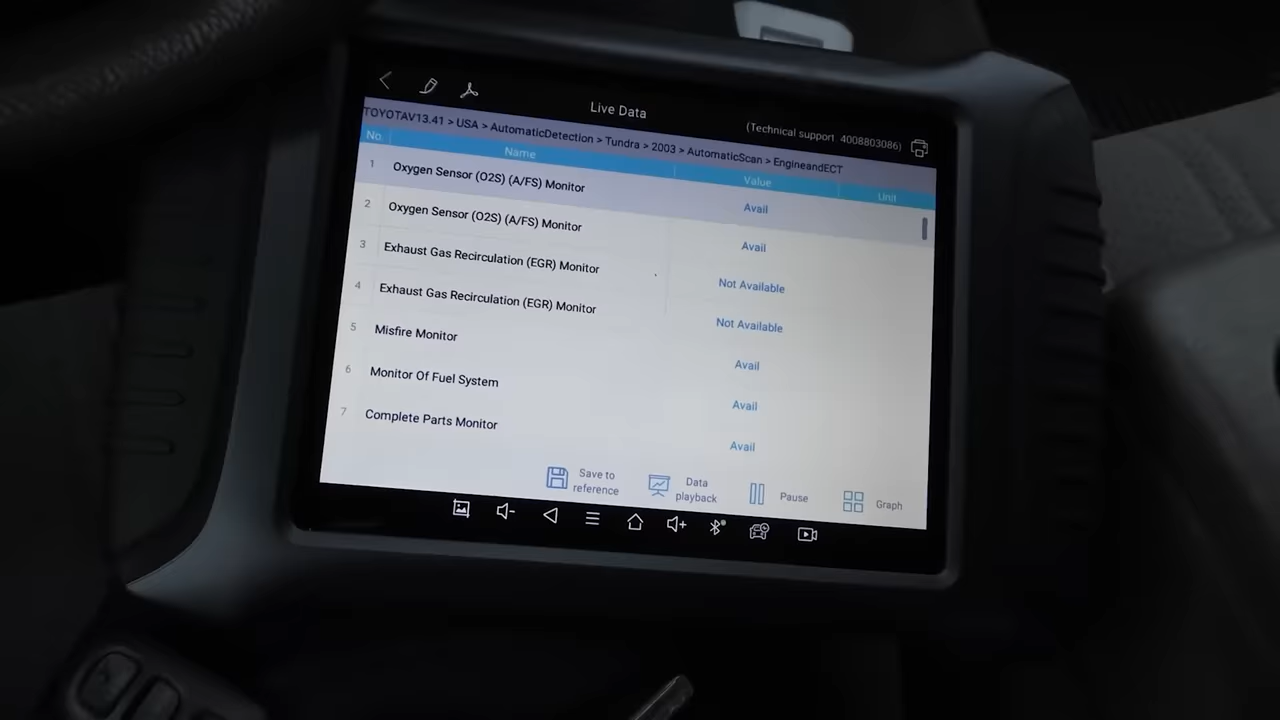 Live Data
(Technical support. 4008803086)
TOYOTAV13.41 > USA > AutomaticDetection > Tundra > 2003 > AutomaticScan > EngineandECT
No. Name Value Unit
1 Oxygen Sensor (O2S) (A/FS) Monitor Avail
2 Oxygen Sensor (O2S) (A/FS) Monitor Avail
3 Exhaust Gas Recirculation (EGR) Monitor Not Available
4 Exhaust Gas Recirculation (EGR) Monitor Not Available
5 Misfire Monitor Avail
6 Monitor Of Fuel System Avail
7 Complete Parts Monitor Avail
Save to
reference
Data
playback
Pause
Graph